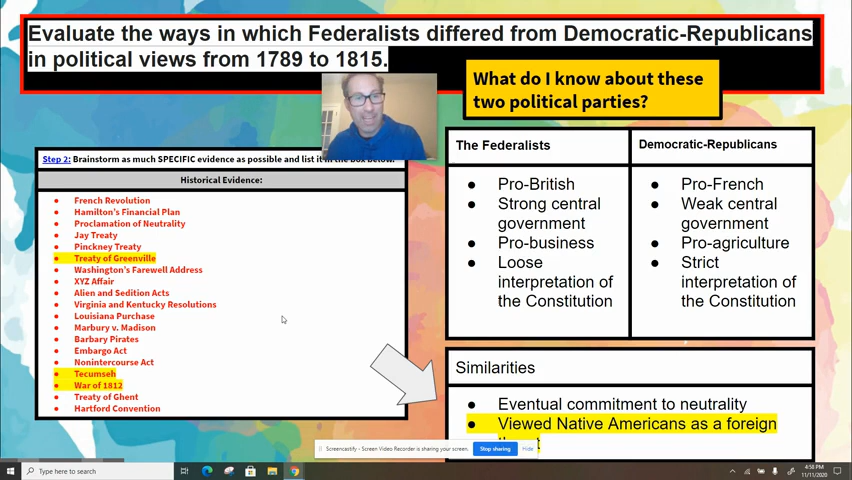 Evaluate the ways in which Federalists differed from Democratic-Republicans
in political views from 1789 to 1815.
What do I know about these
two political parties?
Step 2: Brainstorm as much SPECIFIC evidence as possible and list it in the box below.
Historical Evidence:
French Revolution
Hamilton's Financial Plan
Proclamation of Neutrality
Jay Treaty
Pinckney Treaty
Treaty of Greenville
Washington's Farewell Address
XYZ Affair
Alien and Sedition Acts
Virginia and Kentucky Resolutions
Louisiana Purchase
Marbury v. Madison
Barbary Pirates
Embargo Act
Nonintercourse Act
Tecumseh
War of 1812
Treaty of Ghent
Hartford Convention
The Federalists
Pro-British
Strong central
government
Pro-business
Loose
interpretation of
the Constitution
Democratic-Republicans
Pro-French
Weak central
government
Pro-agriculture
Strict
interpretation of
the Constitution
Similarities
Eventual commitment to neutrality
Viewed Native Americans as a foreign
Screencastify - Screen Video Recorder is sharing your screen.
Stop sharing
Hide
Type here to search
4:58 PM
11/11/2020